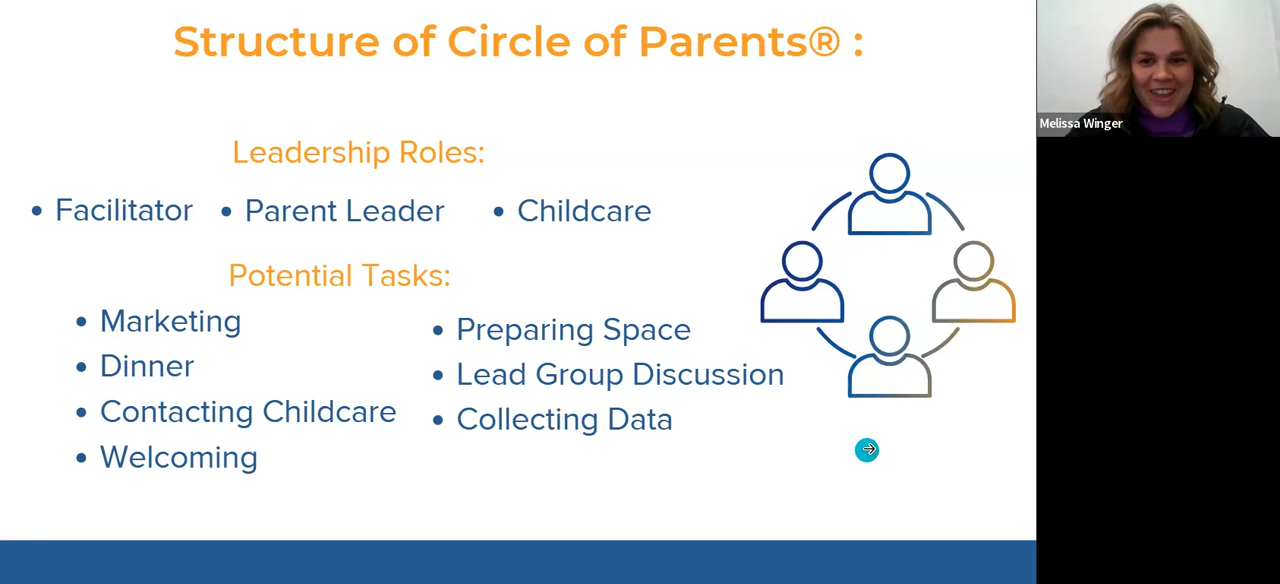 Structure of Circle of Parents® :
Melissa Winger
Leadership Roles:
• Facilitator • Parent Leader • Childcare
Potential Tasks:
• Marketing
• Dinner
• Contacting Childcare
• Welcoming
• Preparing Space
• Lead Group Discussion
• Collecting Data